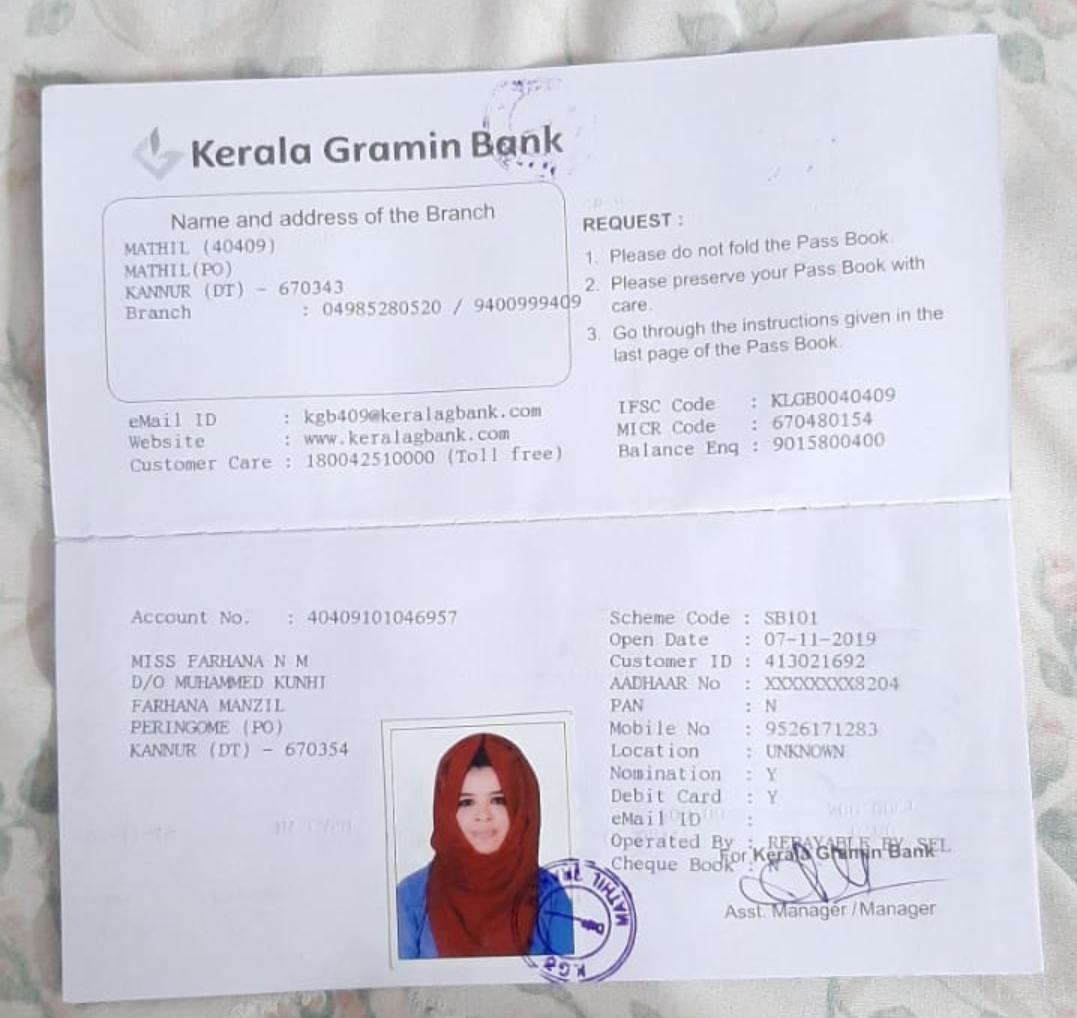 Kerala Gramin Bank
Name and address of the Branch
MATHIL (40409)
MATHIL(PO)
KANNUR (DT) - 670343
Branch : 04985280520 / 9400999409
REQUEST :
1. Please do not fold the Pass Book.
2. Please preserve your Pass Book with
care.
3. Go through the instructions given in the
last page of the Pass Book.
eMail ID : kgb409@keralagbank.com
Website : www.keralagbank.com
Customer Care : 180042510000 (Toll free)
IFSC Code : KLGB0040409
MICR Code : 670480154
Balance Enq : 9015800400
Account No. : 40409101046957
MISS FARHANA N M
D/O MUHAMMED KUNHI
FARHANA MANZIL
PERINGOME (PO)
KANNUR (DT) - 670354
Scheme Code : SB101
Open Date : 07-11-2019
Customer ID : 413021692
AADHAAR No : XXXXXXXX8204
PAN : N
Mobile No : 9526171283
Location : UNKNOWN
Nomination : Y
Debit Card : Y
eMail ID :
Operated By : REPAYABLE BY SEL
Cheque Book : N
For Kerala Gramin Bank
Asst. Manager / Manager
MATHIL
KGB